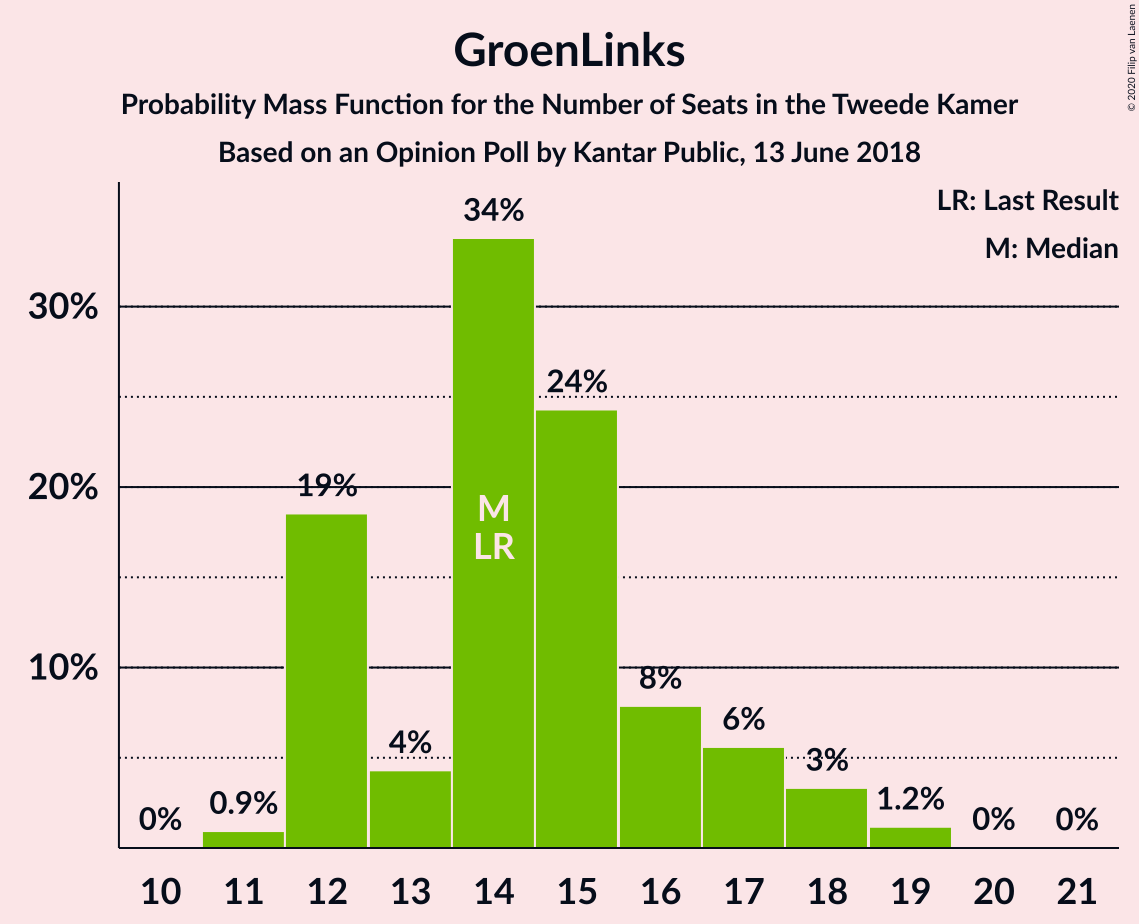 GroenLinks
Probability Mass Function for the Number of Seats in the Tweede Kamer
Based on an Opinion Poll by Kantar Public, 13 June 2018
© 2020 Filip van Laenen
LR: Last Result
M: Median
30%
20%
10%
0%
0.9%
19%
4%
34%
24%
8%
6%
3%
1.2%
0%
0%
M
LR
10 11 12 13 14 15 16 17 18 19 20 21